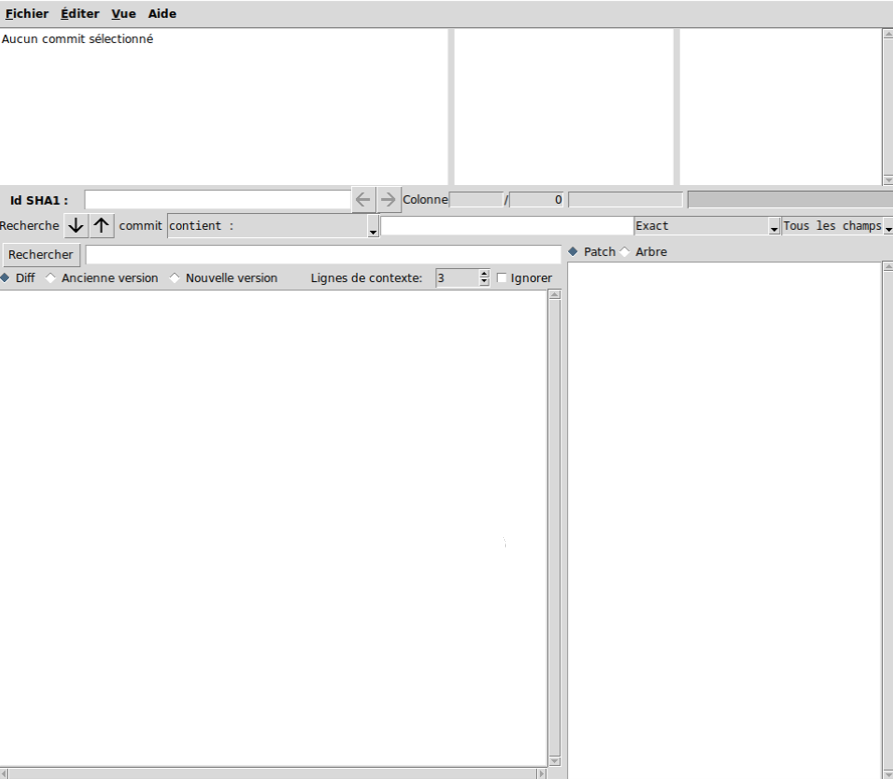 Fichier Éditer Vue Aide
Aucun commit sélectionné
Id SHA1 : Colonne / 0
Recherche commit contient : Exact Tous les champs
Rechercher
Patch Arbre
Diff Ancienne version Nouvelle version Lignes de contexte: 3 Ignorer